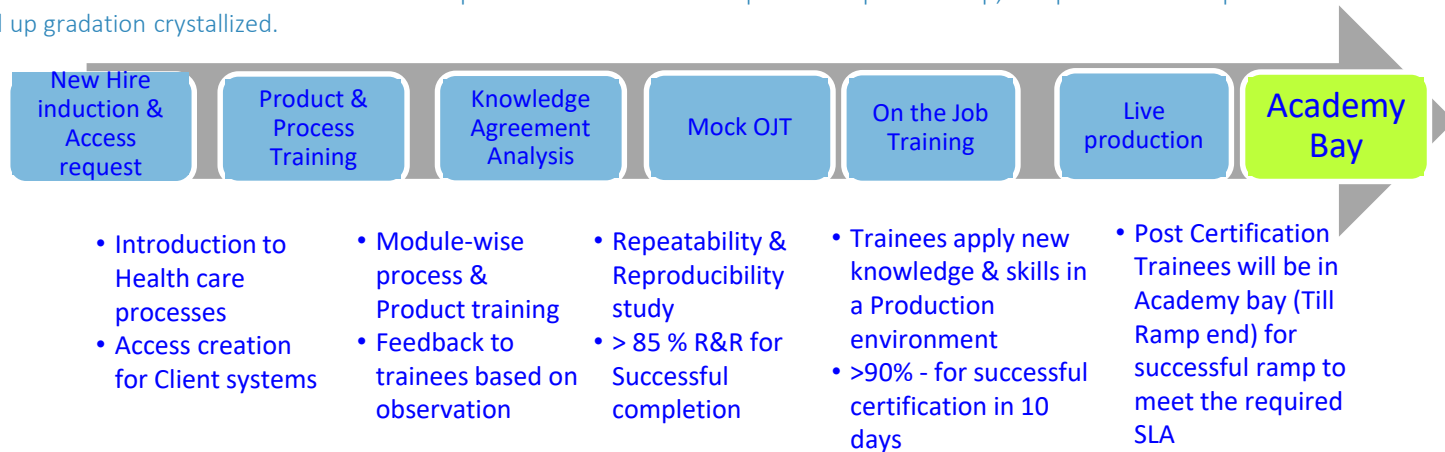 up gradation crystallized.
New Hire
induction &
Access
request
Product &
Process
Training
Knowledge
Agreement
Analysis
Mock OJT
On the Job
Training
Live
production
Academy
Bay
• Introduction to
Health care
processes
• Access creation
for Client systems
• Module-wise
process &
Product training
• Feedback to
trainees based on
observation
• Repeatability &
Reproducibility
study
• > 85 % R&R for
Successful
completion
• Trainees apply new
knowledge & skills in
a Production
environment
• >90% - for successful
certification in 10
days
• Post Certification
Trainees will be in
Academy bay (Till
Ramp end) for
successful ramp to
meet the required
SLA